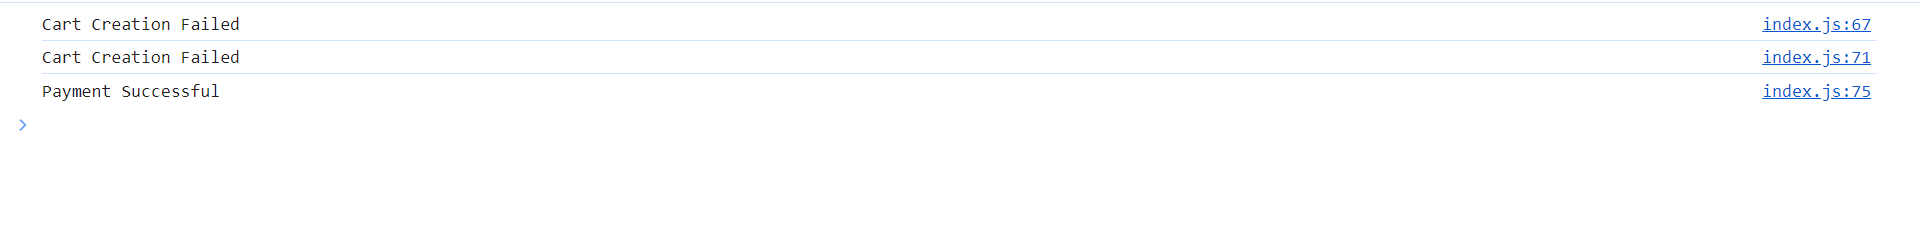 Cart Creation Failed index.js:67
Cart Creation Failed index.js:71
Payment Successful index.js:75